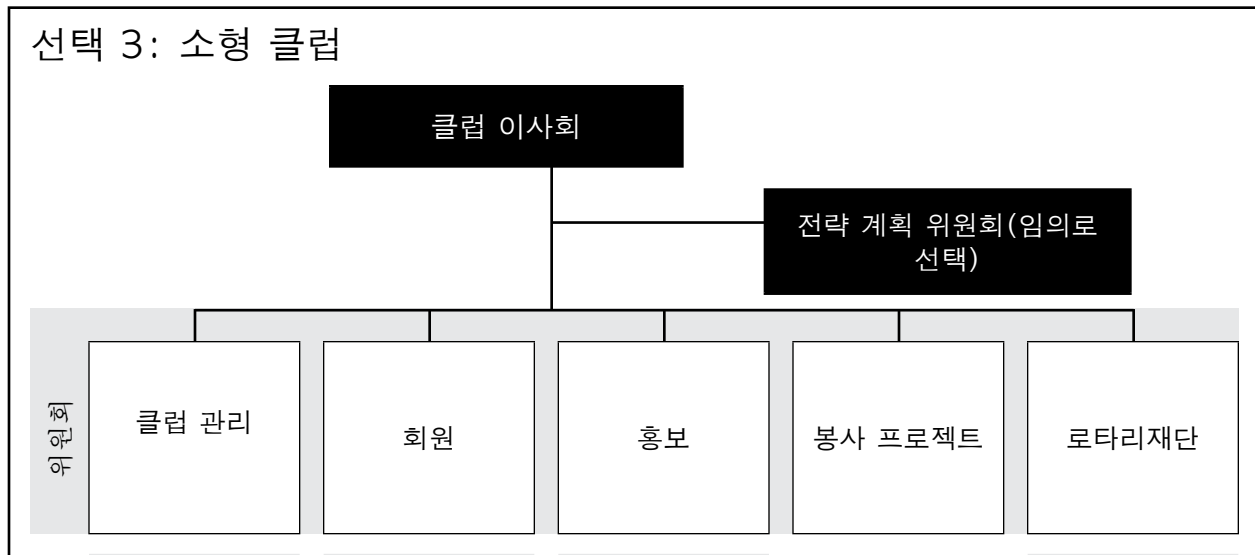 선택 3: 소형 클럽
클럽 이사회
전략 계획 위원회(임의로
선택)
위원회
클럽 관리
회원
홍보
봉사 프로젝트
로타리재단